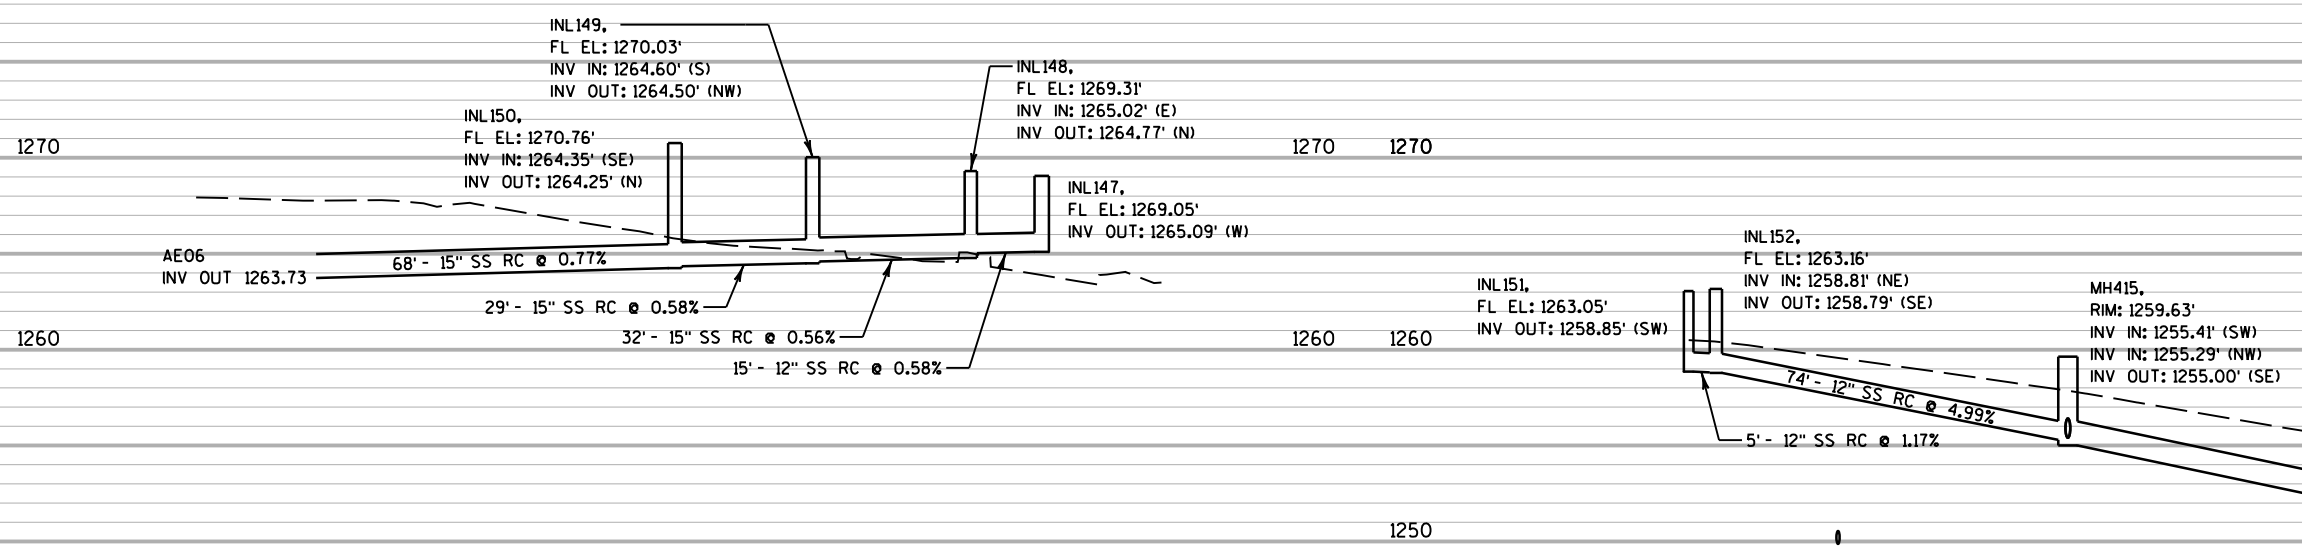 INL149,
FL EL: 1270.03'
INV IN: 1264.60' (S)
INV OUT: 1264.50' (NW)
INL148,
FL EL: 1269.31'
INV IN: 1265.02' (E)
INV OUT: 1264.77' (N)
INL150,
FL EL: 1270.76'
INV IN: 1264.35' (SE)
INV OUT: 1264.25' (N)
1270
1270
1270
INL147,
FL EL: 1269.05'
INV OUT: 1265.09' (W)
AE06
INV OUT 1263.73
68' - 15" SS RC @ 0.77%
29' - 15" SS RC @ 0.58%
32' - 15" SS RC @ 0.56%
15' - 12" SS RC @ 0.58%
1260
1260
1260
INL151,
FL EL: 1263.05'
INV OUT: 1258.85' (SW)
INL152,
FL EL: 1263.16'
INV IN: 1258.81' (NE)
INV OUT: 1258.79' (SE)
MH415,
RIM: 1259.63'
INV IN: 1255.41' (SW)
INV IN: 1255.29' (NW)
INV OUT: 1255.00' (SE)
74' - 12" SS RC @ 4.99%
5' - 12" SS RC @ 1.17%
1250